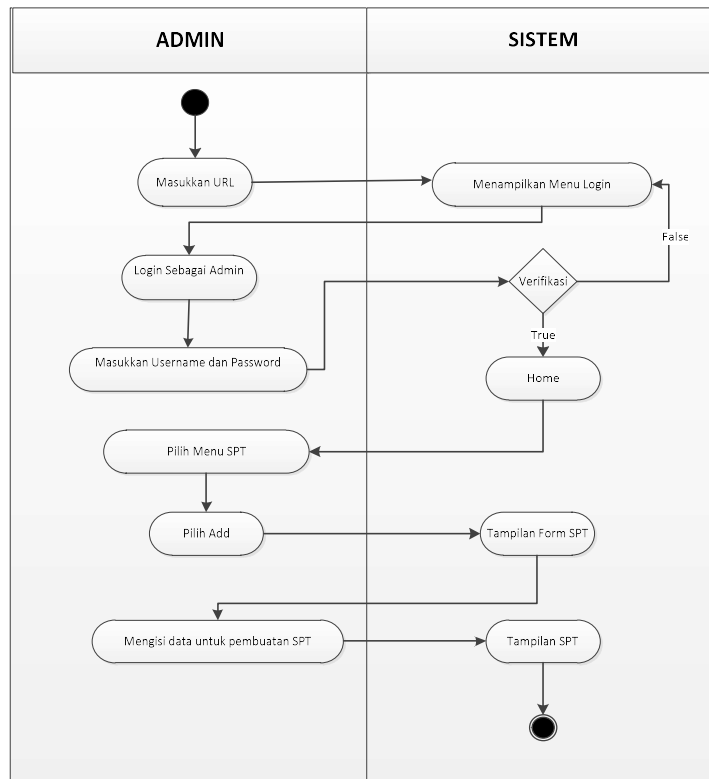 ADMIN
SISTEM
Masukkan URL
Menampilkan Menu Login
False
Login Sebagai Admin
Verifikasi
True
Masukkan Username dan Password
Home
Pilih Menu SPT
Pilih Add
Tampilan Form SPT
Mengisi data untuk pembuatan SPT
Tampilan SPT